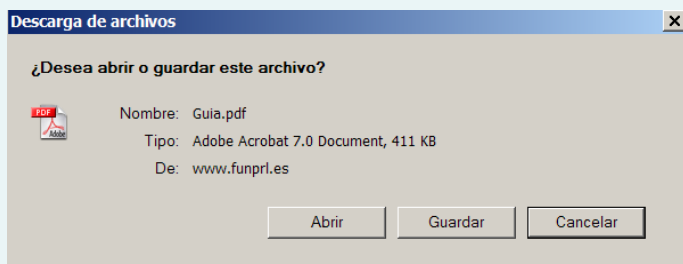 Descarga de archivos
¿Desea abrir o guardar este archivo?
PDF
Adobe
Nombre: Guia.pdf
Tipo: Adobe Acrobat 7.0 Document, 411 KB
De: www.funprl.es
Abrir Guardar Cancelar